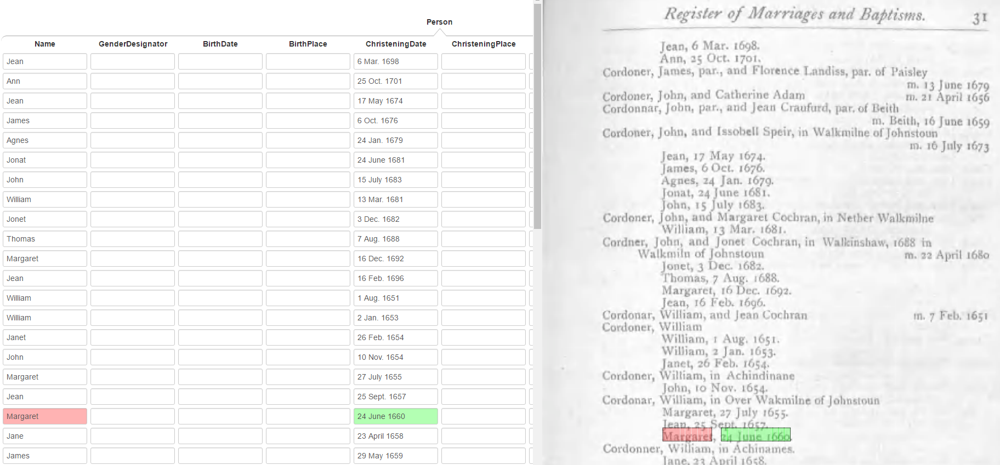 Person
Name GenderDesignator BirthDate BirthPlace ChristeningDate ChristeningPlace
Jean 6 Mar. 1698
Ann 25 Oct. 1701
Jean 17 May 1674
James 6 Oct. 1676
Agnes 24 Jan. 1679
Jonat 24 June 1681
John 15 July 1683
William 13 Mar. 1681
Jonet 3 Dec. 1682
Thomas 7 Aug. 1688
Margaret 16 Dec. 1692
Jean 16 Feb. 1696
William 1 Aug. 1651
William 2 Jan. 1653
Janet 26 Feb. 1654
John 10 Nov. 1654
Margaret 27 July 1655
Jean 25 Sept. 1657
Margaret 24 June 1660
Jane 23 April 1658
James 29 May 1659
Register of Marriages and Baptisms. 31
Jean, 6 Mar. 1698.
Ann, 25 Oct. 1701.
Cordoner, James, par., and Florence Landiss, par. of Paisley
m. 13 June 1679
Cordoner, John, and Catherine Adam m. 21 April 1656
Cordonnar, John, par., and Jean Craufurd, par. of Beith
m. Beith, 16 June 1659
Cordoner, John, and Issobell Speir, in Walkmilne of Johnstoun
m. 16 July 1673
Jean, 17 May 1674.
James, 6 Oct. 1676.
Agnes, 24 Jan. 1679.
Jonat, 24 June 1681.
John, 15 July 1683.
Cordoner, John, and Margaret Cochran, in Nether Walkmilne
William, 13 Mar. 1681.
Cordner, John, and Jonet Cochran, in Walkinshaw, 1688 in
Walkmiln of Johnstoun m. 22 April 1680
Jonet, 3 Dec. 1682.
Thomas, 7 Aug. 1688.
Margaret, 16 Dec. 1692.
Jean, 16 Feb. 1696.
Cordonar, William, and Jean Cochran m. 7 Feb. 1651
Cordoner, William
William, 1 Aug. 1651.
William, 2 Jan. 1653.
Janet, 26 Feb. 1654.
Cordoner, William, in Achindinane
John, 10 Nov. 1654.
Cordonar, William, in Over Wakmilne of Johnstoun
Margaret, 27 July 1655.
Jean, 25 Sept. 1657.
Margaret, 24 June 1660.
Cordonner, William, in Achinames.
Jane, 23 April 1658.